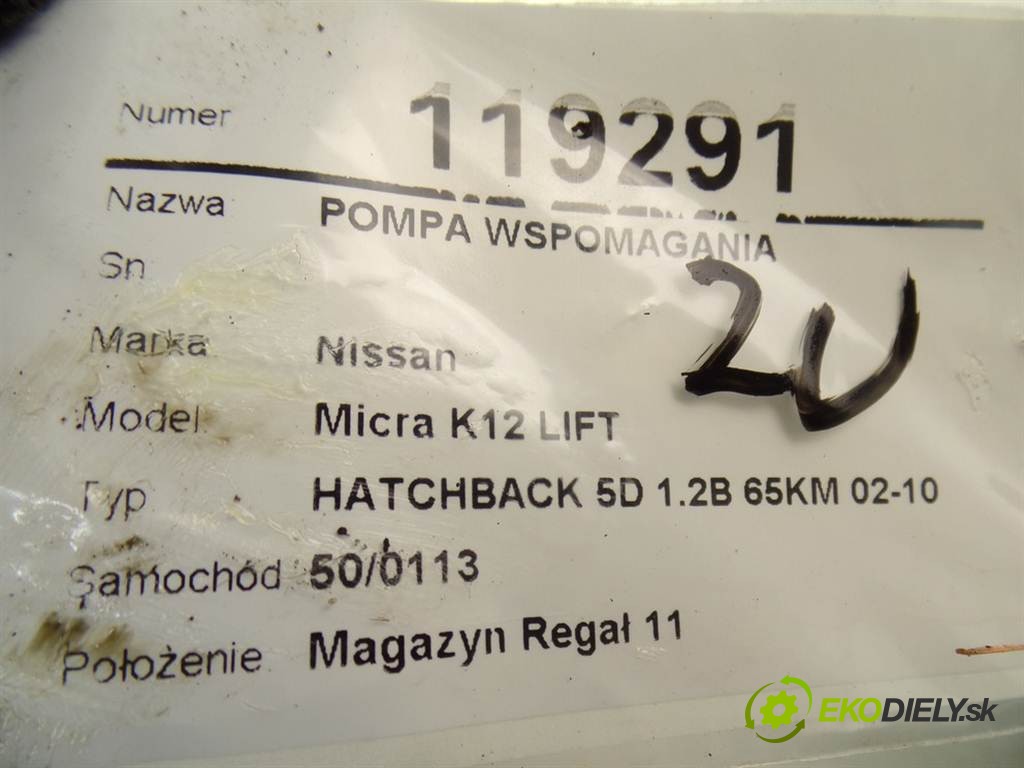 Numer 119291
Nazwa POMPA WSPOMAGANIA
Sn
2U
Marka Nissan
Model Micra K12 LIFT
Typ HATCHBACK 5D 1.2B 65KM 02-10
Samochód 50/0113
Położenie Magazyn Regał 11
EKODIELY.sk